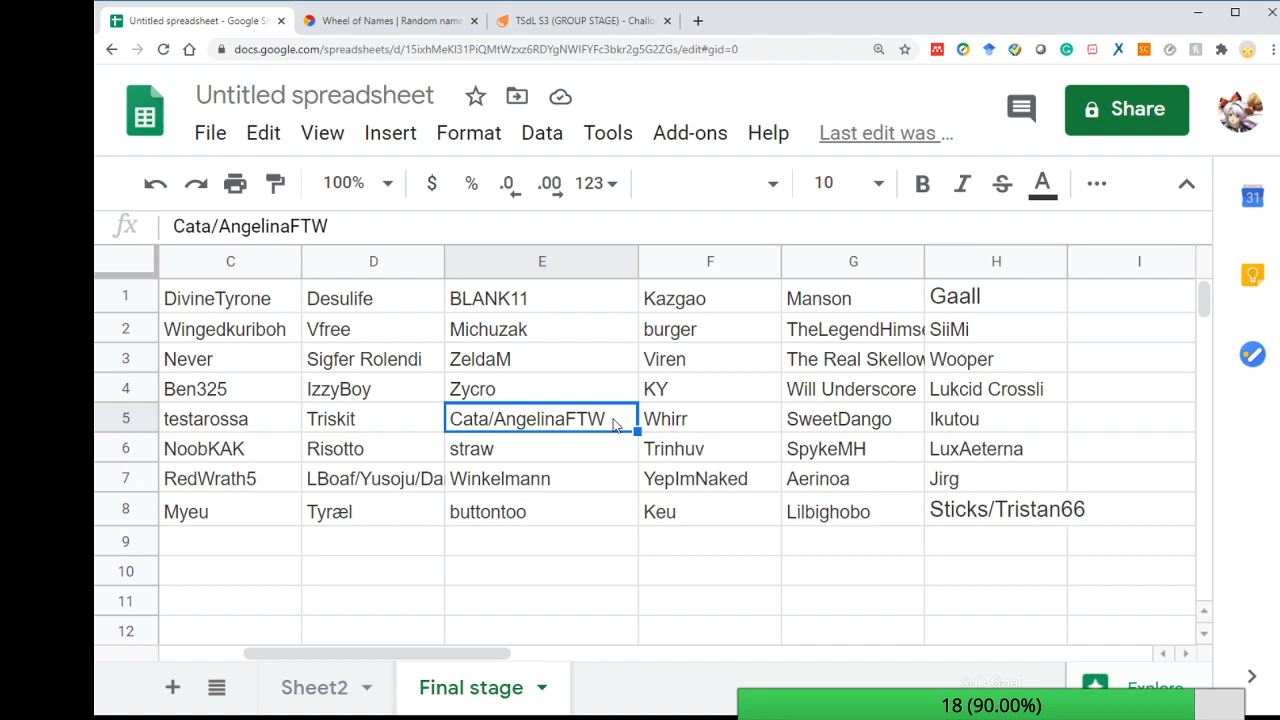 Untitled spreadsheet - Google Sh
Wheel of Names | Random name
TSdL S3 (GROUP STAGE) - Challo
docs.google.com/spreadsheets/d/15ixhMeKl31PiQMtWzxz6RDYgNWIFYFc3bkr2g5G2ZGs/edit#gid=0
Untitled spreadsheet
Share
File Edit View Insert Format Data Tools Add-ons Help Last edit was ...
100% $ % .0 .00 123 10 B I S A
31
fx Cata/AngelinaFTW
C D E F G H I
1 DivineTyrone Desulife BLANK11 Kazgao Manson Gaall
2 Wingedkuriboh Vfree Michuzak burger TheLegendHimse SiiMi
3 Never Sigfer Rolendi ZeldaM Viren The Real Skellow Wooper
4 Ben325 IzzyBoy Zycro KY Will Underscore Lukcid Crossli
5 testarossa Triskit Cata/AngelinaFTW Whirr SweetDango Ikutou
6 NoobKAK Risotto straw Trinhuv SpykeMH LuxAeterna
7 RedWrath5 LBoaf/Yusoju/Da Winkelmann YepImNaked Aerinoa Jirg
8 Myeu Tyræl buttontoo Keu Lilbighobo Sticks/Tristan66
9
10
11
12
Sheet2 Final stage Explore
Sub Goal
18 (90.00%)